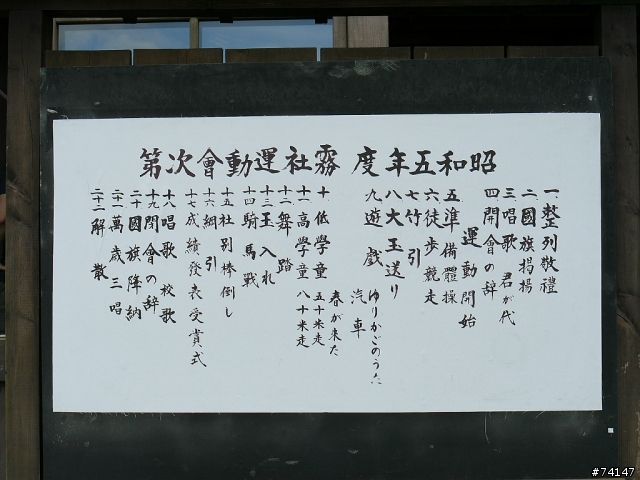 昭和五年度 霧社運動會次第
一整列敬禮
二國旗掲揚
三唱歌 君が代
四開會の辞
運動開始
五準備體操
六徒歩競走
七竹引
八大玉送り
九遊戯
ゆりかごのうた
汽車
春が来た
十低學童 五十米走
十一高學童 八十米走
十二舞踏
十三玉入れ
十四騎馬戦
十五社別棒倒し
十六綱引
十七成績發表受賞式
十八唱歌 校歌
十九閉會の辞
二十國旗降納
二十一萬歳三唱
二十二解散
#74147